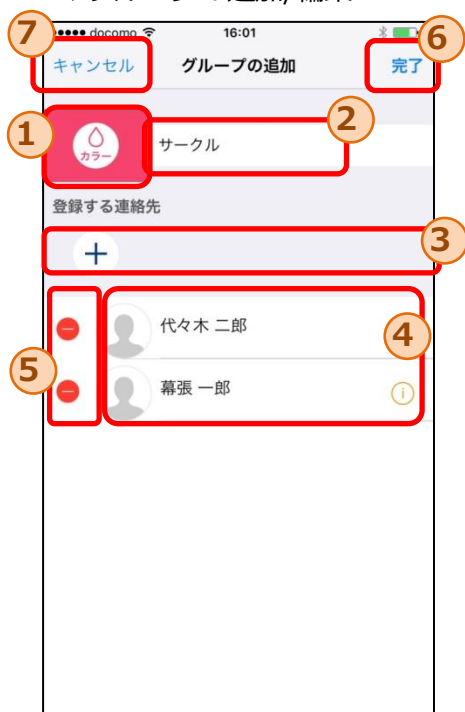 7
docomo
16:01
6
キャンセル
グループの追加
完了
1
カラー
2
サークル
登録する連絡先
3
+
代々木 二郎
4
5
幕張 一郎
i